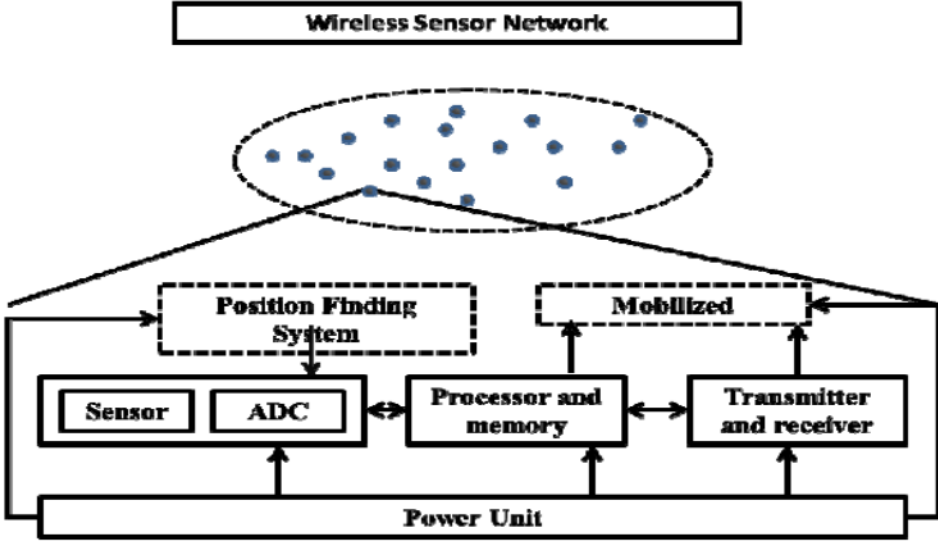 Wireless Sensor Network
Position Finding
System
Mobilized
Sensor
ADC
Processor and
memory
Transmitter
and receiver
Power Unit